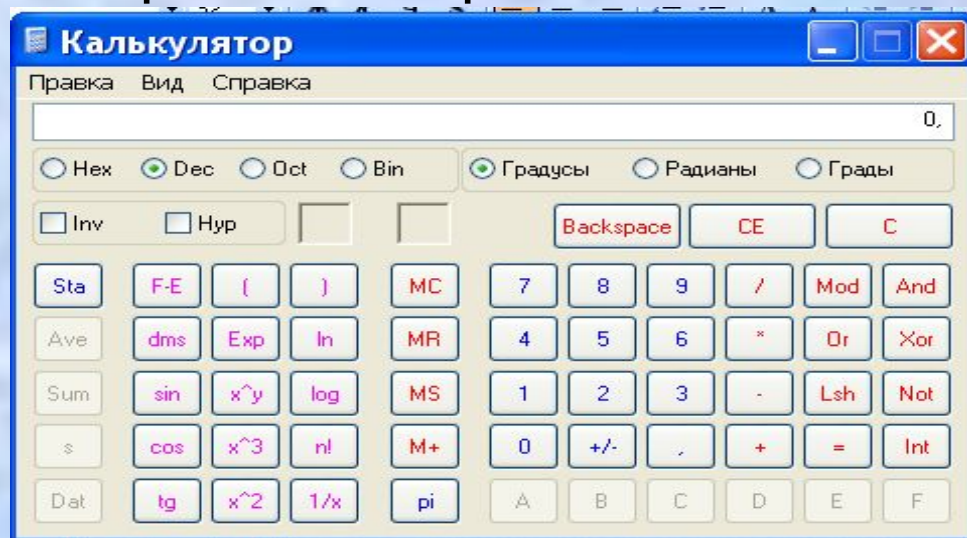 Калькулятор
Правка Вид Справка
0,
Hex Dec Oct Bin Градусы Радианы Грады
Inv Hyp Backspace CE C
Sta F-E ( ) MC 7 8 9 / Mod And
Ave dms Exp ln MR 4 5 6 * Or Xor
Sum sin x^y log MS 1 2 3 - Lsh Not
s cos x^3 n! M+ 0 +/- , + = Int
Dat tg x^2 1/x pi A B C D E F